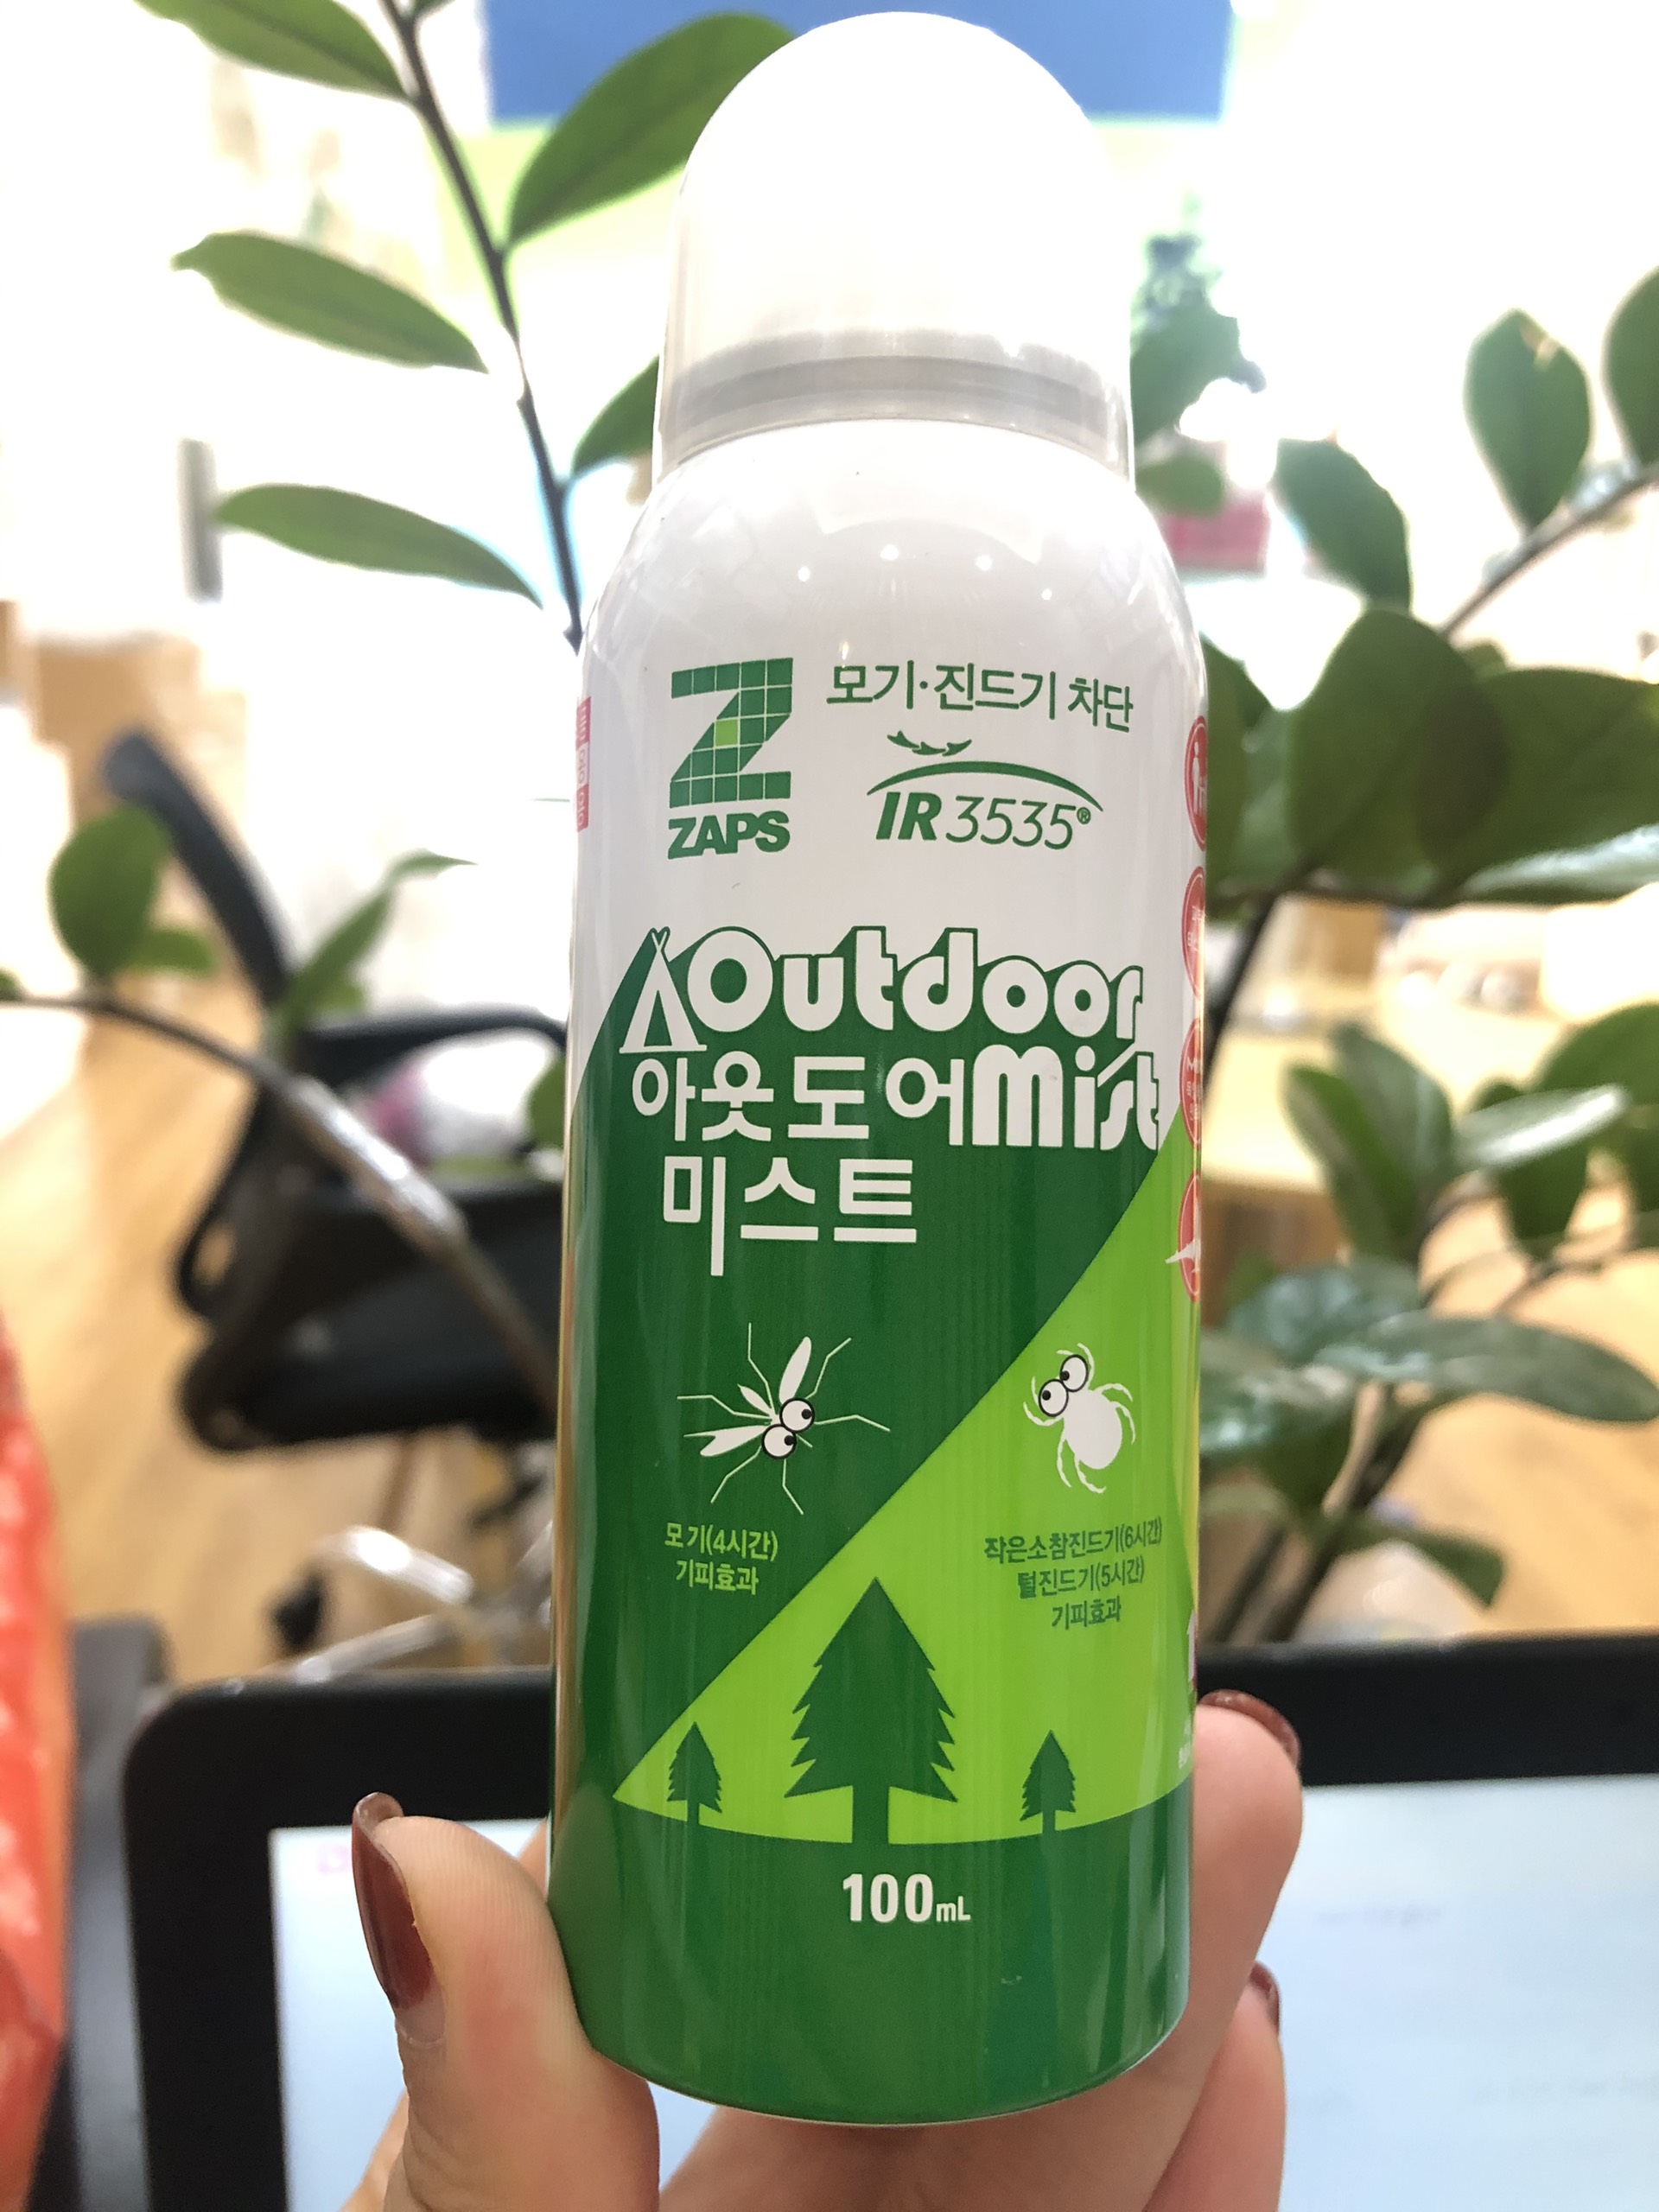 모기·진드기 차단
ZAPS
IR3535®
Outdoor
아웃도어Mist
미스트
모기(4시간)
기피효과
작은소참진드기(6시간)
털진드기(5시간)
기피효과
100mL